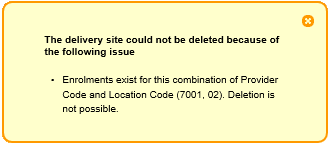 The delivery site could not be deleted because of
the following issue
• Enrolments exist for this combination of Provider
Code and Location Code (7001, 02). Deletion is
not possible.